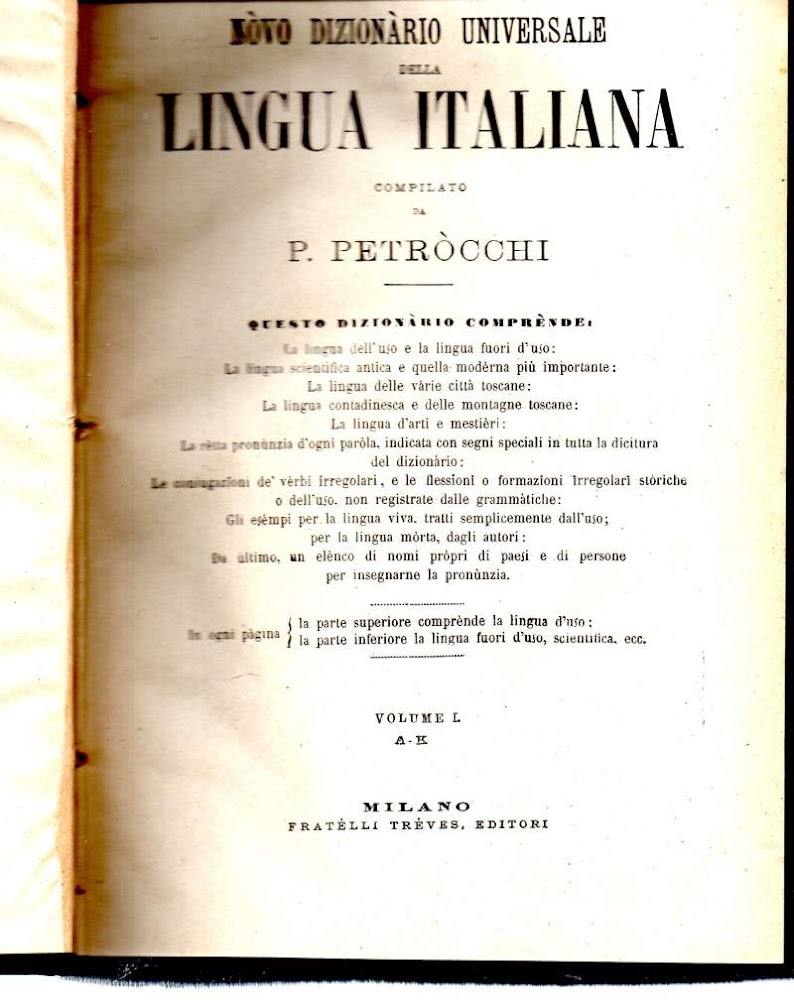 NÒVO DIZIONÀRIO UNIVERSALE
DELLA
LINGUA ITALIANA
COMPILATO
DA
P. PETRÒCCHI
QUESTO DIZIONÀRIO COMPRÈNDE:
La lingua dell'uʃo e la lingua fuori d'uʃo:
La lingua scientifica antica e quella modèrna più importante:
La lingua delle vàrie città toscane:
La lingua contadinesca e delle montagne toscane:
La lingua d'arti e mestièri:
La rètta pronùnzia d'ogni paròla, indicata con segni speciali in tutta la dicitura
del dizionàrio:
Le coniugazioni de' vèrbi irregolari, e le flessioni o formazioni irregolari stòriche
o dell'uʃo, non registrate dalle grammàtiche:
Gli eʃèmpi per la lingua viva, tratti semplicemente dall'uʃo;
per la lingua mòrta, dagli autori:
Da ùltimo, un elènco di nomi pròpri di paeʃi e di persone
per insegnarne la pronùnzia.
In ogni pàgina { la parte superiore comprènde la lingua d'uʃo;
la parte inferiore la lingua fuori d'uʃo, scientifica, ecc.
VOLUME I.
A-K
MILANO
FRATÈLLI TRÈVES, EDITORI